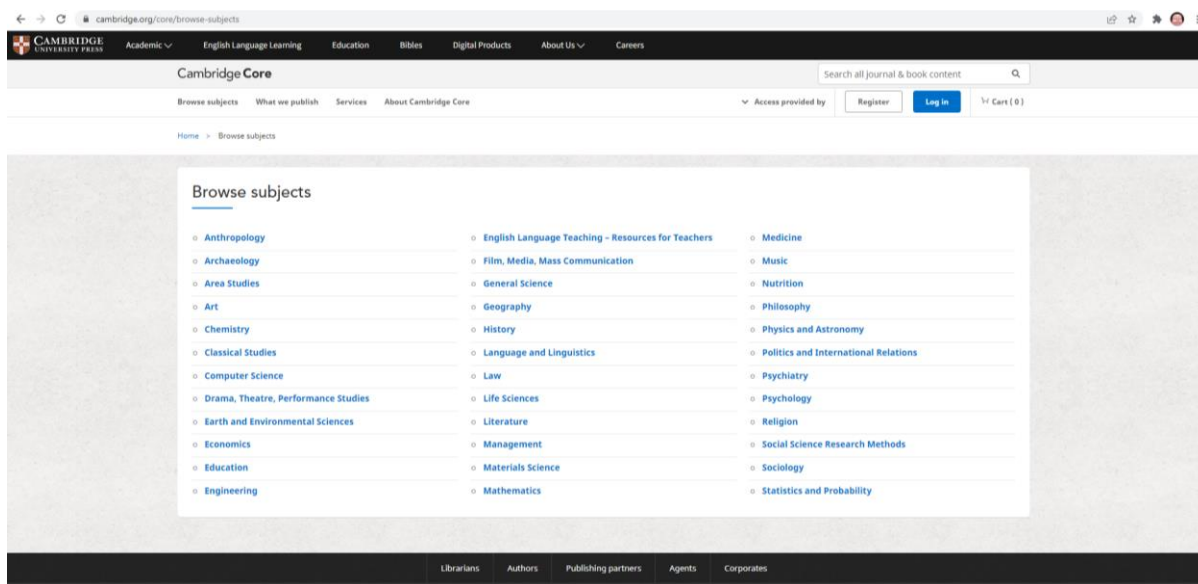 cambridge.org/core/browse-subjects
CAMBRIDGE
UNIVERSITY PRESS
Academic English Language Learning Education Bibles Digital Products About Us Careers
Cambridge Core
Search all journal & book content
Browse subjects What we publish Services About Cambridge Core Access provided by Register Log in Cart ( 0 )
Home > Browse subjects
Browse subjects
Anthropology
Archaeology
Area Studies
Art
Chemistry
Classical Studies
Computer Science
Drama, Theatre, Performance Studies
Earth and Environmental Sciences
Economics
Education
Engineering
English Language Teaching – Resources for Teachers
Film, Media, Mass Communication
General Science
Geography
History
Language and Linguistics
Law
Life Sciences
Literature
Management
Materials Science
Mathematics
Medicine
Music
Nutrition
Philosophy
Physics and Astronomy
Politics and International Relations
Psychiatry
Psychology
Religion
Social Science Research Methods
Sociology
Statistics and Probability
Librarians Authors Publishing partners Agents Corporates